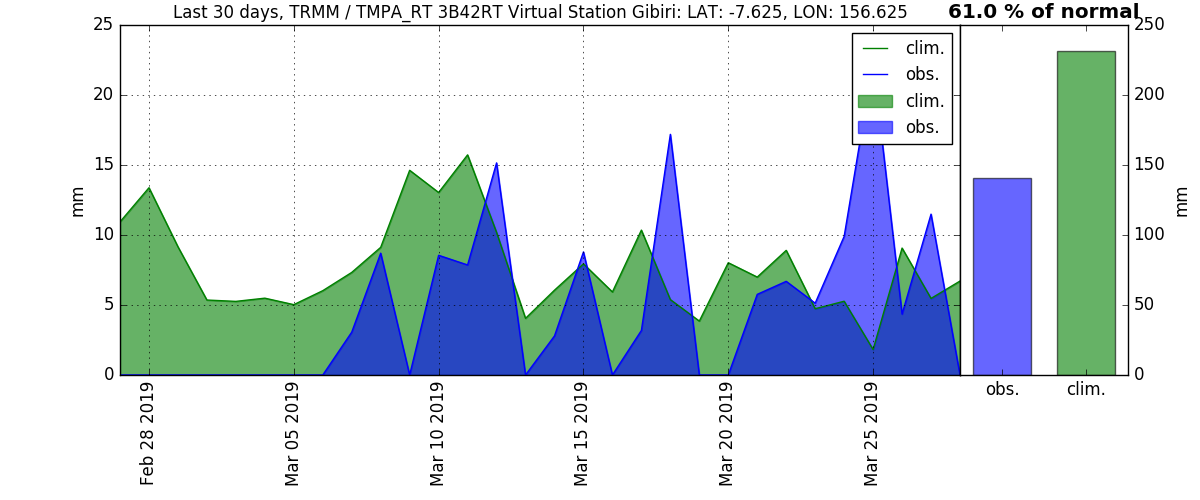 Last 30 days, TRMM / TMPA_RT 3B42RT Virtual Station Gibiri: LAT: -7.625, LON: 156.625
61.0 % of normal
25
20
15
10
5
0
mm
clim.
obs.
clim.
obs.
Feb 28 2019
Mar 05 2019
Mar 10 2019
Mar 15 2019
Mar 20 2019
Mar 25 2019
250
200
150
100
50
0
mm
obs.
clim.